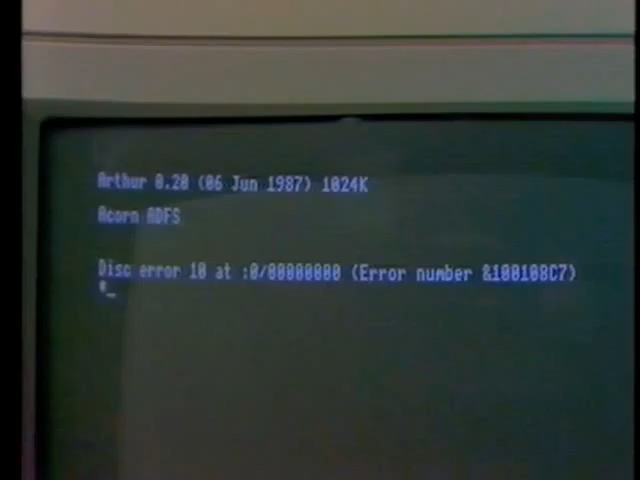 Arthur 0.20 (06 Jun 1987) 1024K
Acorn ADFS
Disc error 10 at :0/00000000 (Error number &100108C7)
*_